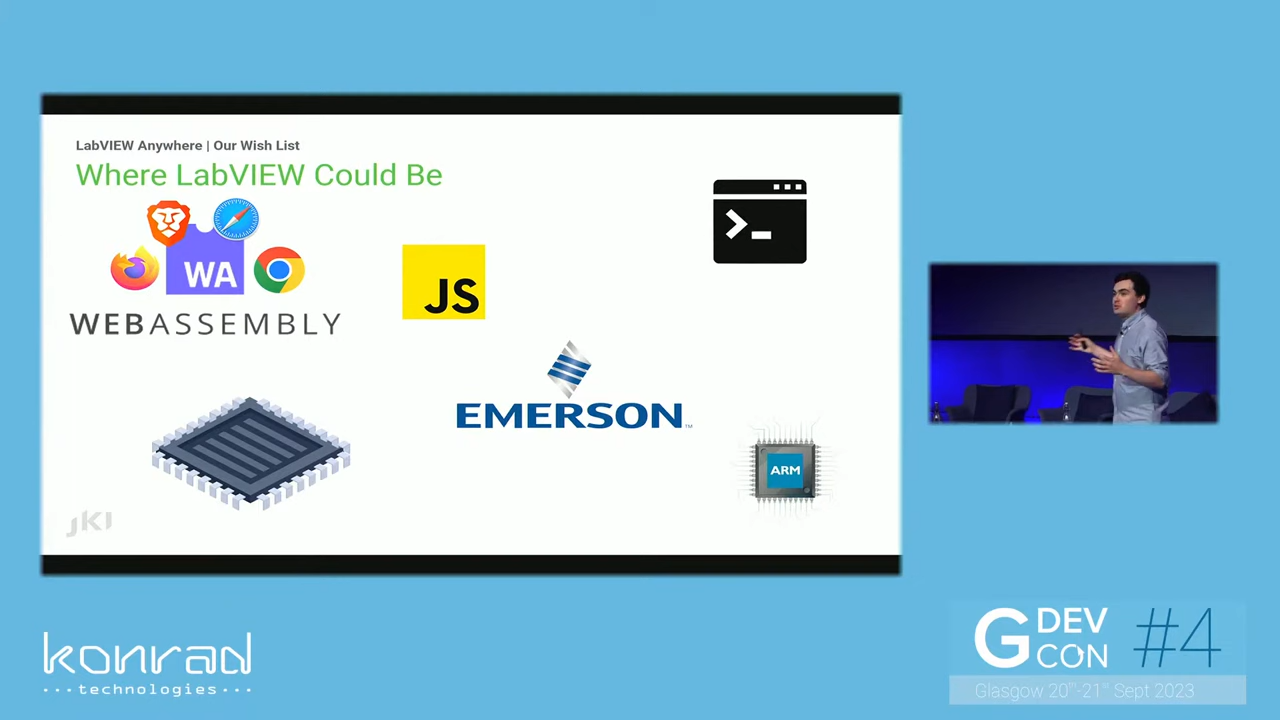 LabVIEW Anywhere | Our Wish List
Where LabVIEW Could Be
WA
WEBASSEMBLY
JS
>_
EMERSON™
ARM
JKI
konrad
···technologies···
G DEV CON #4
Glasgow 20th-21st Sept 2023